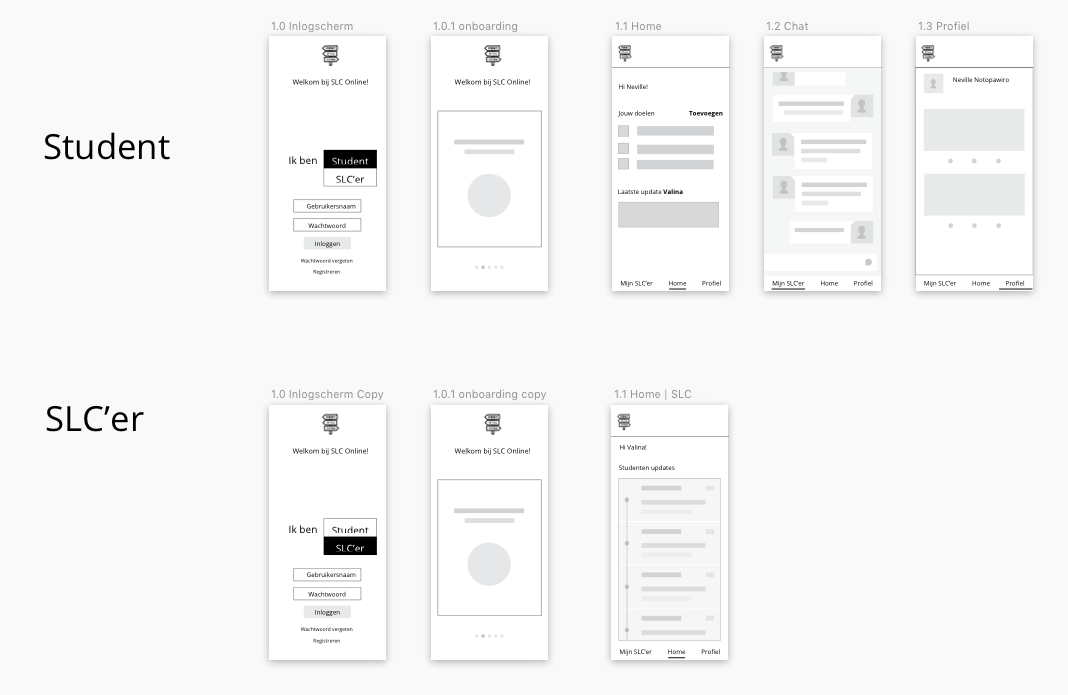 1.0 Inlogscherm
1.0.1 onboarding
1.1 Home
1.2 Chat
1.3 Profiel
Student
Welkom bij SLC Online!
Ik ben
Student
SLC'er
Gebruikersnaam
Wachtwoord
Inloggen
Wachtwoord vergeten
Registreren
Welkom bij SLC Online!
Hi Neville!
Jouw doelen Toevoegen
Laatste update Valina
Mijn SLC'er Home Profiel
Mijn SLC'er Home Profiel
Neville Notopawiro
Mijn SLC'er Home Profiel
SLC'er
1.0 Inlogscherm Copy
1.0.1 onboarding copy
1.1 Home | SLC
Welkom bij SLC Online!
Ik ben
Student
SLC'er
Gebruikersnaam
Wachtwoord
Inloggen
Wachtwoord vergeten
Registreren
Welkom bij SLC Online!
Hi Valina!
Studenten updates
Mijn SLC'er Home Profiel